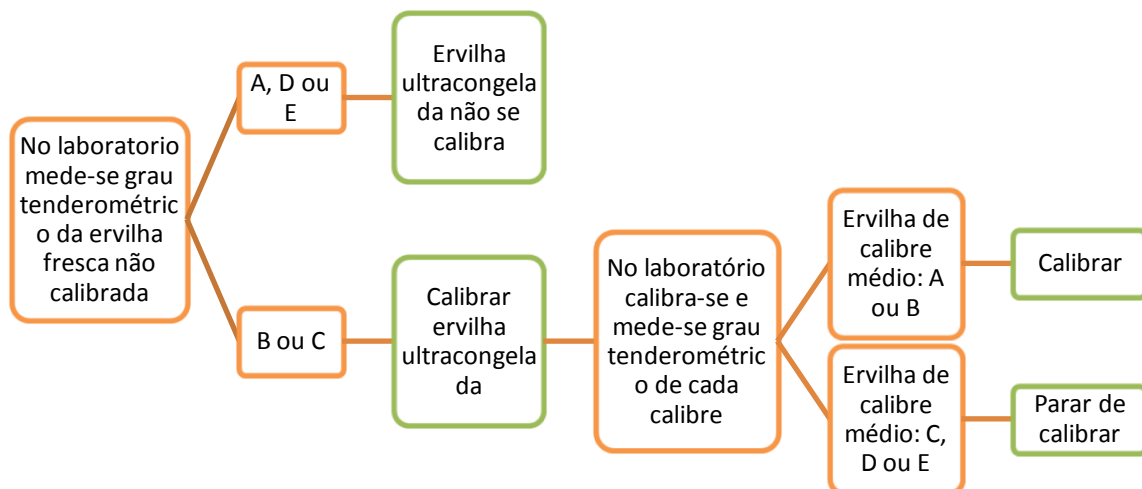 No laboratorio
mede-se grau
tenderométric
o da ervilha
fresca não
calibrada
A, D ou
E
Ervilha
ultracongela
da não se
calibra
B ou C
Calibrar
ervilha
ultracongela
da
No laboratório
calibra-se e
mede-se grau
tenderométric
o de cada
calibre
Ervilha de
calibre
médio: A
ou B
Calibrar
Ervilha de
calibre
médio: C,
D ou E
Parar de
calibrar